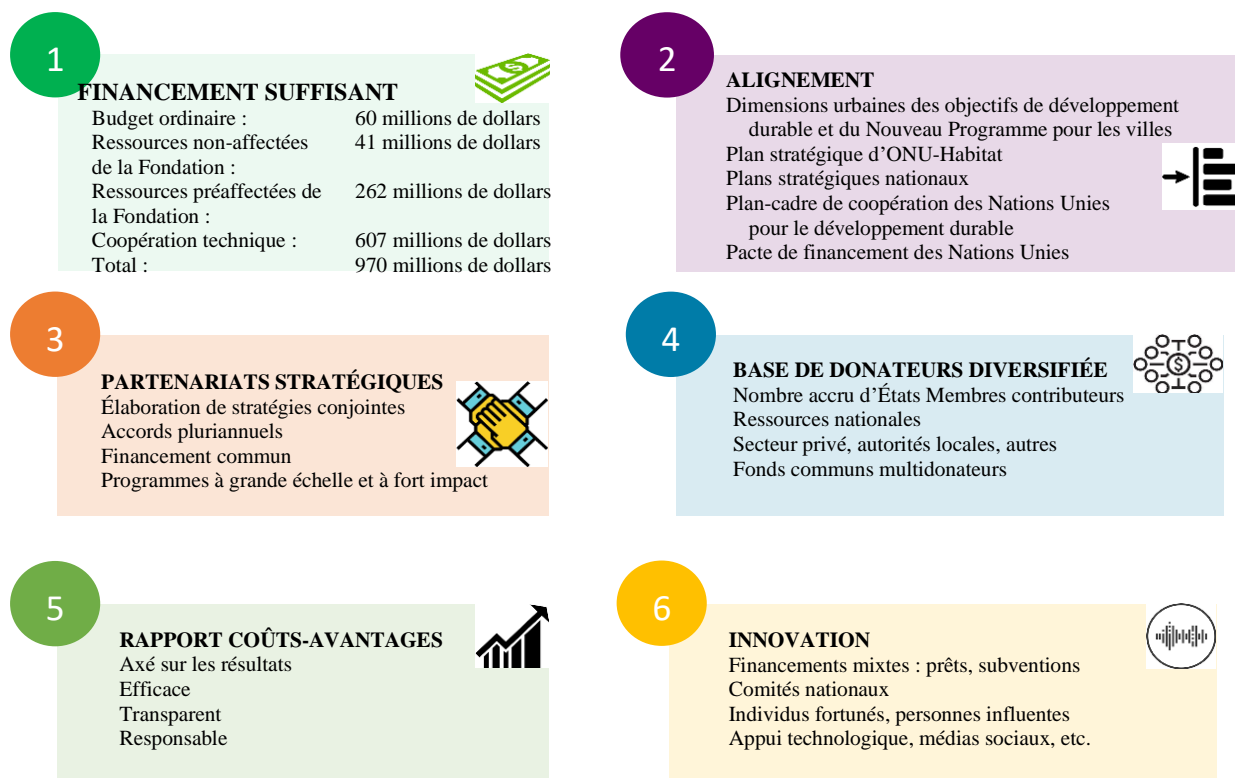 1
FINANCEMENT SUFFISANT
Budget ordinaire : 60 millions de dollars
Ressources non-affectées 41 millions de dollars
de la Fondation :
Ressources préaffectées de 262 millions de dollars
la Fondation :
Coopération technique : 607 millions de dollars
Total : 970 millions de dollars
2
ALIGNEMENT
Dimensions urbaines des objectifs de développement
durable et du Nouveau Programme pour les villes
Plan stratégique d’ONU-Habitat
Plans stratégiques nationaux
Plan-cadre de coopération des Nations Unies
pour le développement durable
Pacte de financement des Nations Unies
3
PARTENARIATS STRATÉGIQUES
Élaboration de stratégies conjointes
Accords pluriannuels
Financement commun
Programmes à grande échelle et à fort impact
4
BASE DE DONATEURS DIVERSIFIÉE
Nombre accru d’États Membres contributeurs
Ressources nationales
Secteur privé, autorités locales, autres
Fonds communs multidonateurs
5
RAPPORT COÛTS-AVANTAGES
Axé sur les résultats
Efficace
Transparent
Responsable
6
INNOVATION
Financements mixtes : prêts, subventions
Comités nationaux
Individus fortunés, personnes influentes
Appui technologique, médias sociaux, etc.